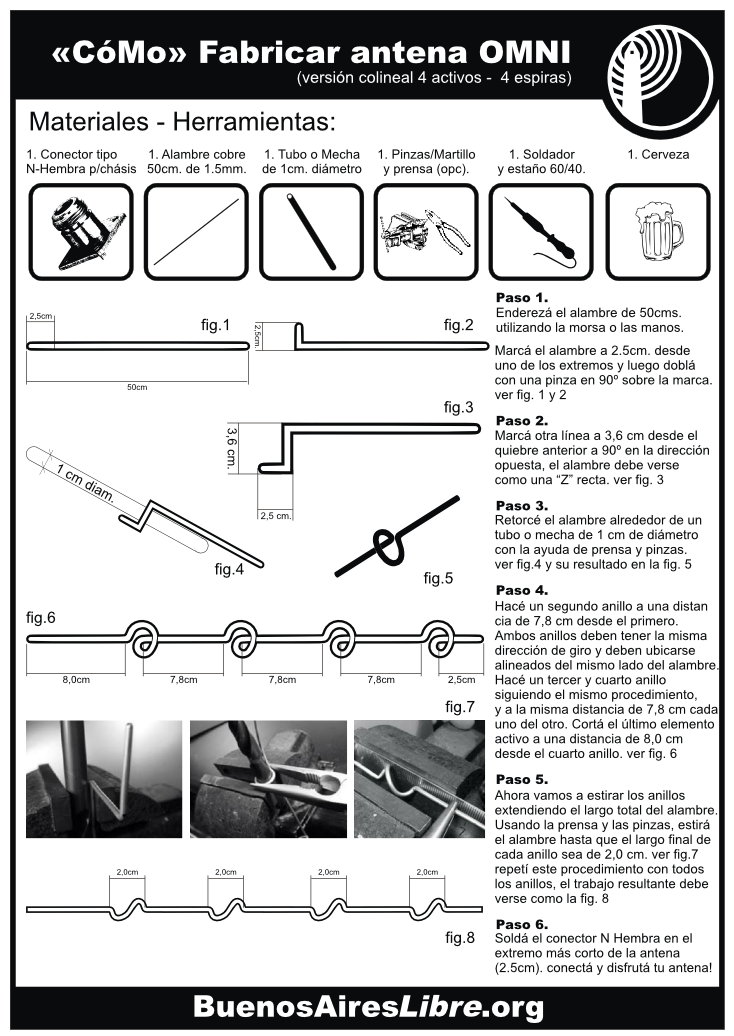 «CóMo» Fabricar antena OMNI
(versión colineal 4 activos - 4 espiras)
Materiales - Herramientas:
1. Conector tipo
N-Hembra p/chásis
1. Alambre cobre
50cm. de 1.5mm.
1. Tubo o Mecha
de 1cm. diámetro
1. Pinzas/Martillo
y prensa (opc).
1. Soldador
y estaño 60/40.
1. Cerveza
2,5cm
fig.1
50cm
2,5cm.
fig.2
fig.3
3,6 cm.
2,5 cm.
1 cm diam.
fig.4
fig.5
fig.6
8,0cm
7,8cm
7,8cm
7,8cm
2,5cm
fig.7
2,0cm
2,0cm
2,0cm
2,0cm
fig.8
Paso 1.
Enderezá el alambre de 50cms.
utilizando la morsa o las manos.
Marcá el alambre a 2.5cm. desde
uno de los extremos y luego doblá
con una pinza en 90º sobre la marca.
ver fig. 1 y 2
Paso 2.
Marcá otra línea a 3,6 cm desde el
quiebre anterior a 90º en la dirección
opuesta, el alambre debe verse
como una “Z” recta. ver fig. 3
Paso 3.
Retorcé el alambre alrededor de un
tubo o mecha de 1 cm de diámetro
con la ayuda de prensa y pinzas.
ver fig.4 y su resultado en la fig. 5
Paso 4.
Hacé un segundo anillo a una distan
cia de 7,8 cm desde el primero.
Ambos anillos deben tener la misma
dirección de giro y deben ubicarse
alineados del mismo lado del alambre.
Hacé un tercer y cuarto anillo
siguiendo el mismo procedimiento,
y a la misma distancia de 7,8 cm cada
uno del otro. Cortá el último elemento
activo a una distancia de 8,0 cm
desde el cuarto anillo. ver fig. 6
Paso 5.
Ahora vamos a estirar los anillos
extendiendo el largo total del alambre.
Usando la prensa y las pinzas, estirá
el alambre hasta que el largo final de
cada anillo sea de 2,0 cm. ver fig.7
repetí este procedimiento con todos
los anillos, el trabajo resultante debe
verse como la fig. 8
Paso 6.
Soldá el conector N Hembra en el
extremo más corto de la antena
(2.5cm). conectá y disfrutá tu antena!
BuenosAiresLibre.org